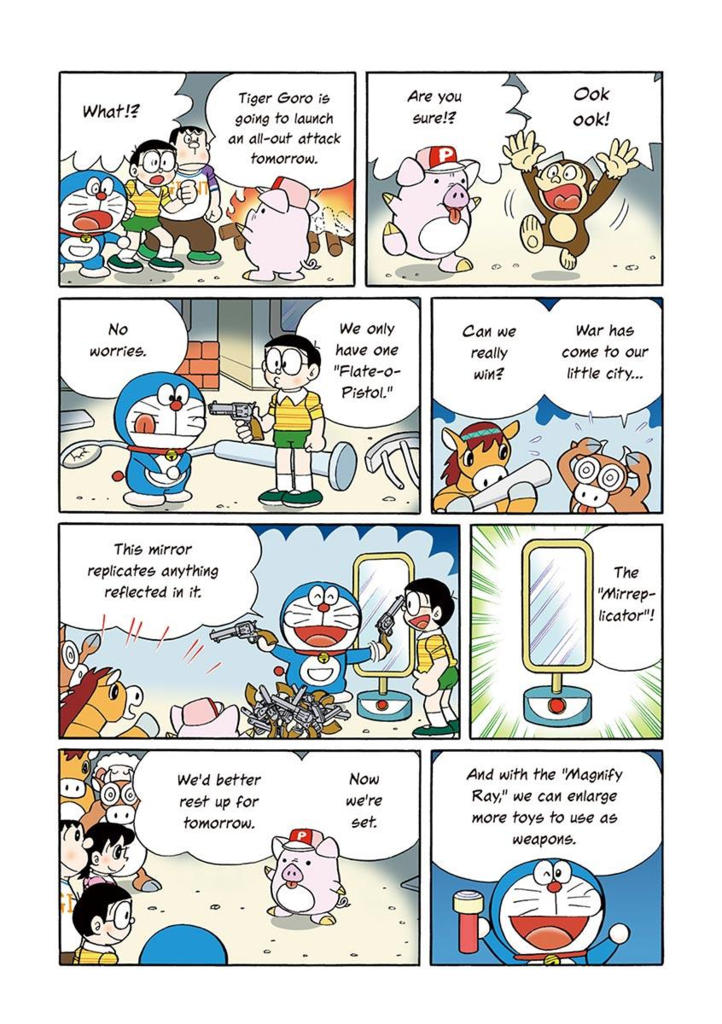 Ook
ook!
Are you
sure!?
P
Tiger Goro is
going to launch
an all-out attack
tomorrow.
What!?
War has
come to our
little city...
Can we
really
win?
We only
have one
"Flate-o-
Pistol."
No
worries.
The
"Mirrep-
licator"!
This mirror
replicates anything
reflected in it.
And with the "Magnify
Ray," we can enlarge
more toys to use as
weapons.
Now
we're
set.
We'd better
rest up for
tomorrow.
P